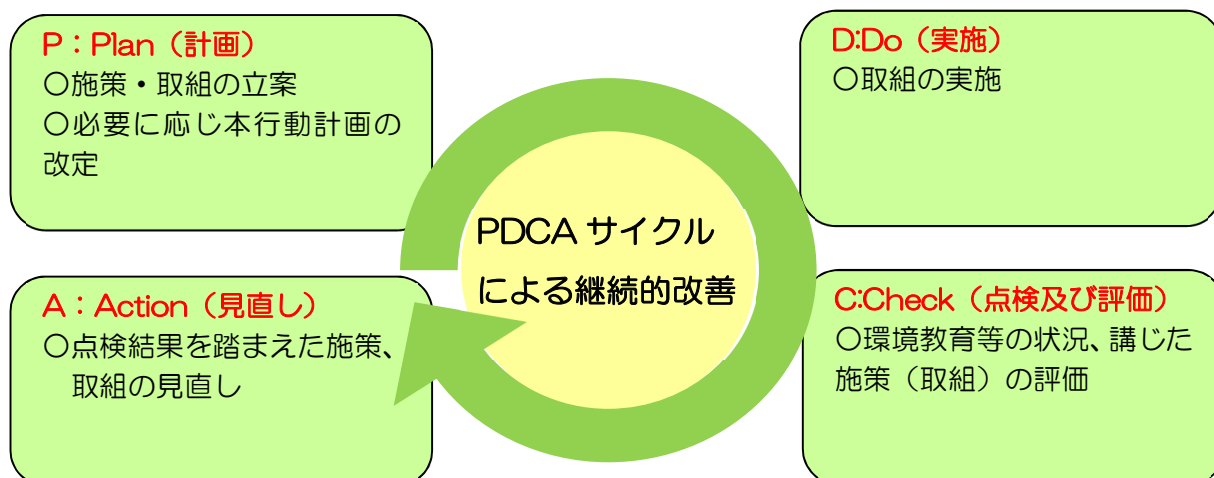 P：Plan（計画）
〇施策・取組の立案
〇必要に応じ本行動計画の
改定
D:Do（実施）
〇取組の実施
PDCA サイクル
による継続的改善
A：Action（見直し）
〇点検結果を踏まえた施策、
取組の見直し
C:Check（点検及び評価）
〇環境教育等の状況、講じた
施策（取組）の評価